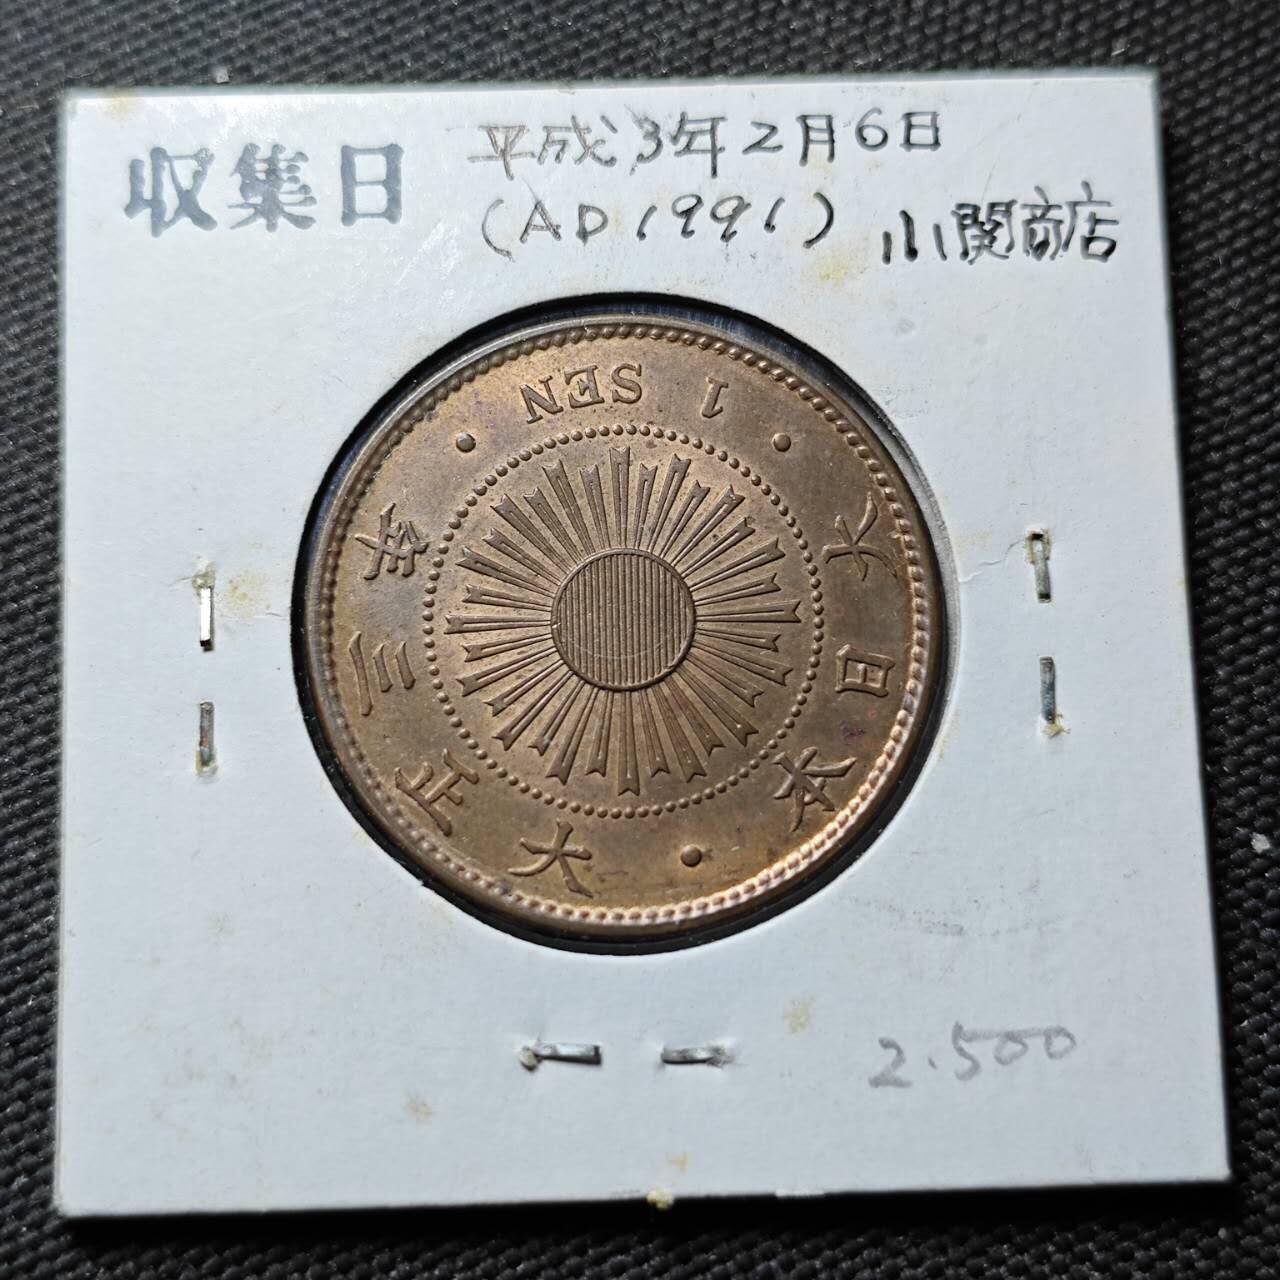 収集日 平成3年2月6日
(AD1991) 小関商店
大日本・大正三年・1 SEN・
2.500